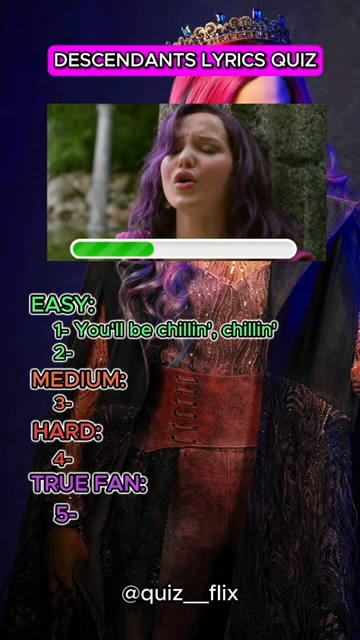 DESCENDANTS LYRICS QUIZ
EASY:
1- You'll be chillin', chillin'
2-
MEDIUM:
3-
HARD:
4-
TRUE FAN:
5-
@quiz__flix